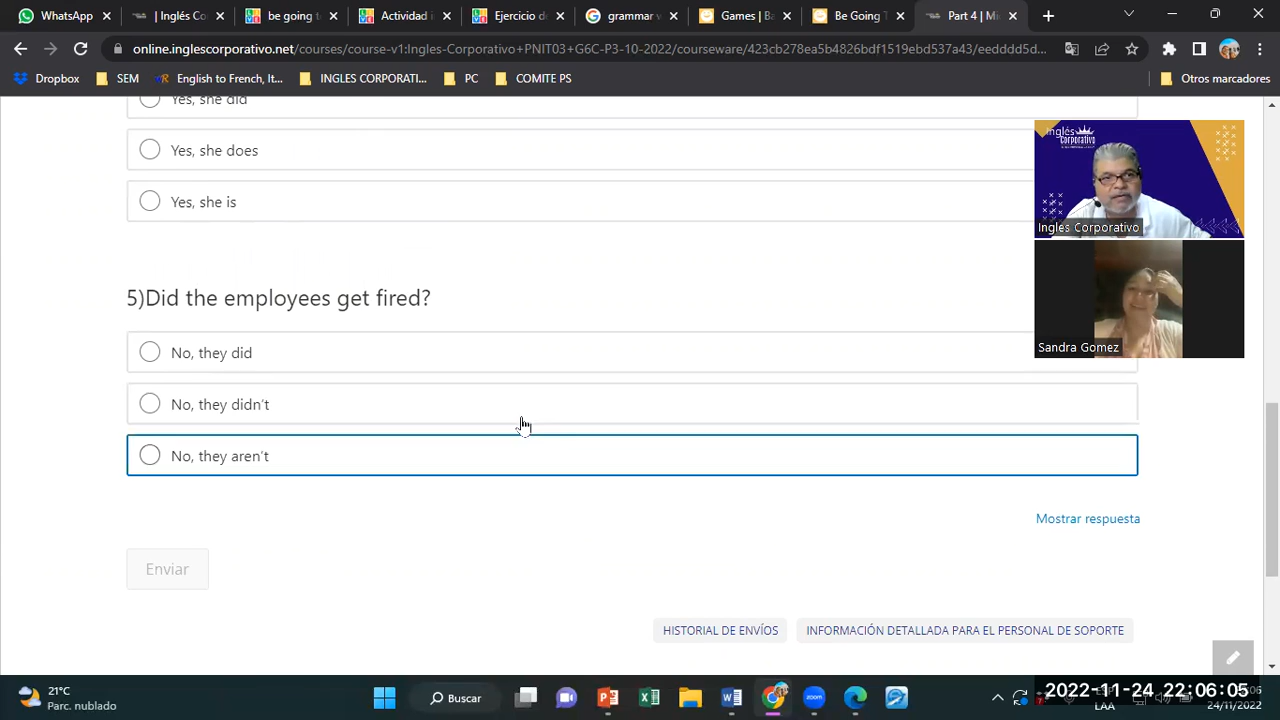 WhatsApp
| Inglés Co
be going to
Actividad i
Ejercicio d
grammar v
Games | Ba
Be Going T
Part 4 | Mi
online.inglescorporativo.net/courses/course-v1:Ingles-Corporativo+PNIT03+G6C-P3-10-2022/courseware/423cb278ea5b4826bdf1519ebd537a43/eedddd5d...
Dropbox
SEM
English to French, It...
INGLES CORPORATI...
PC
COMITE PS
Otros marcadores
Yes, she did
Yes, she does
Yes, she is
Inglés
Corporativo
Ingles Corporativo
Sandra Gomez
5)Did the employees get fired?
No, they did
No, they didn't
No, they aren't
Mostrar respuesta
Enviar
HISTORIAL DE ENVÍOS
INFORMACIÓN DETALLADA PARA EL PERSONAL DE SOPORTE
21°C
Parc. nublado
Buscar
2022-11-24 22:06:05
LAA
24/11/2022